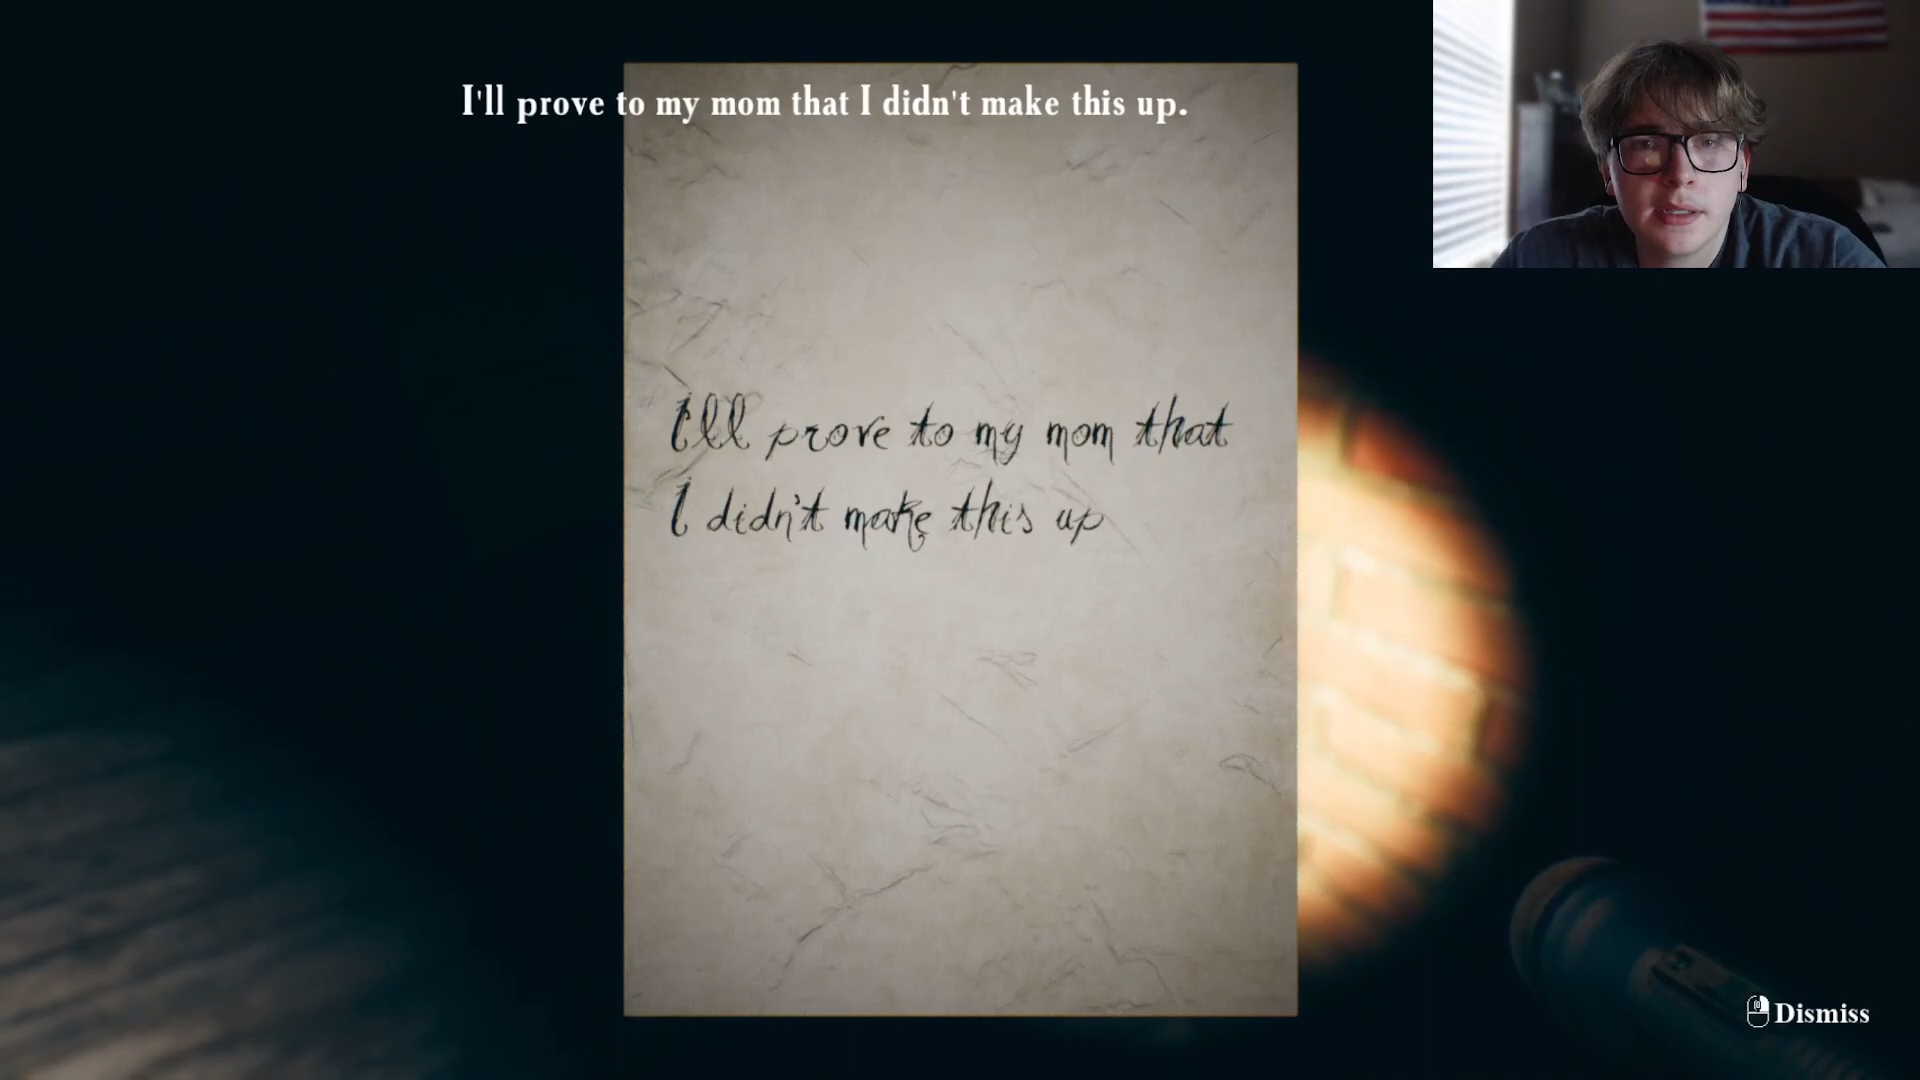 I'll prove to my mom that I didn't make this up.
I'll prove to my mom that
I didn't make this up
Dismiss